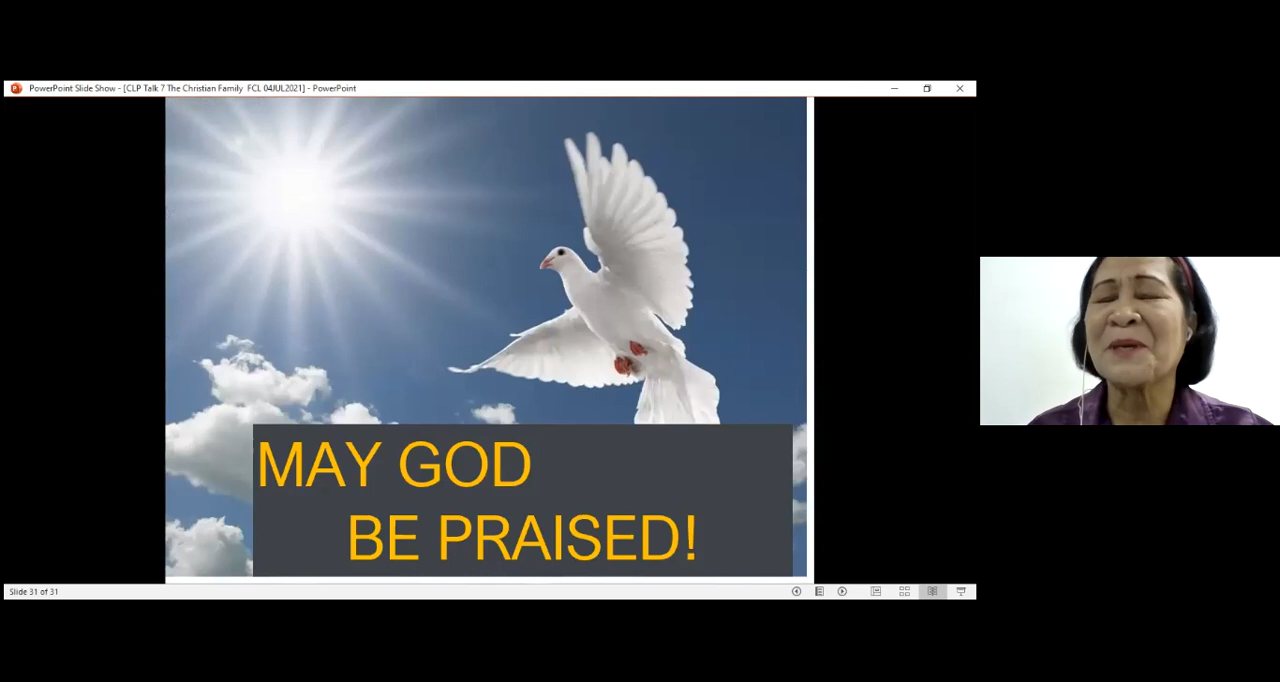 PowerPoint Slide Show - [CLP Talk 7 The Christian Family FCL 04JUL2021] - PowerPoint
MAY GOD
BE PRAISED!
Slide 31 of 31